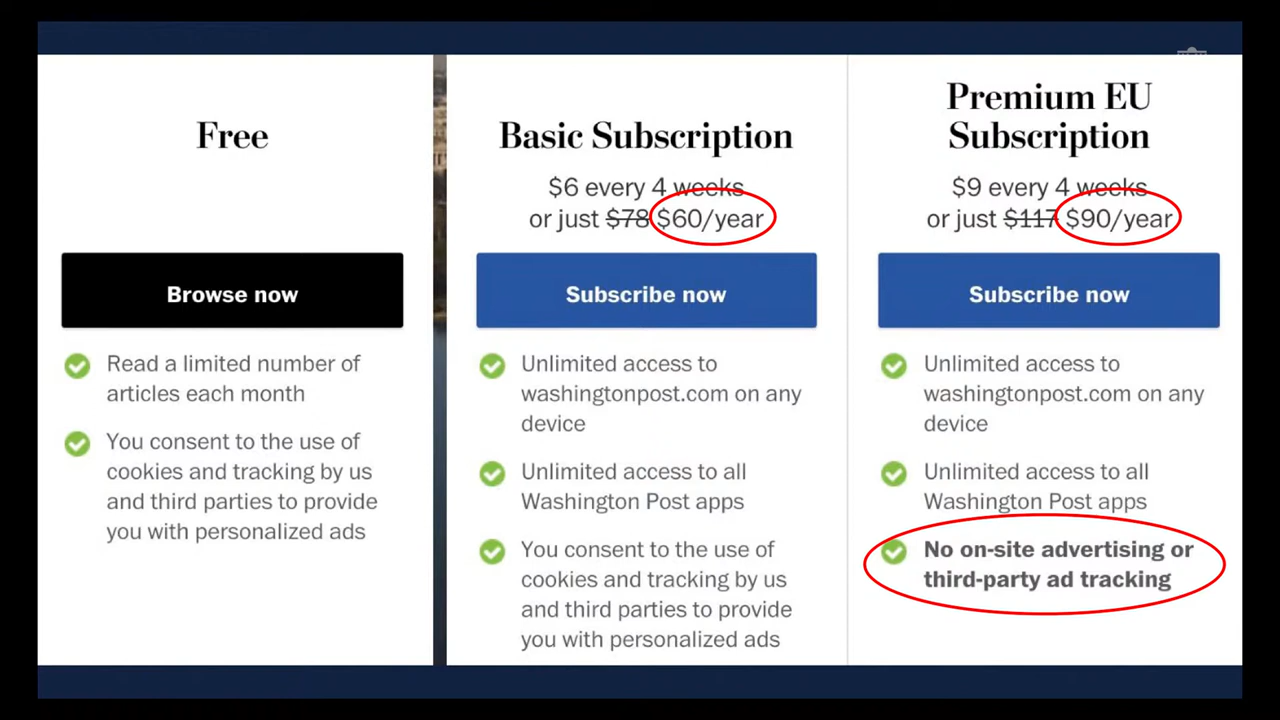 Free
Browse now
Read a limited number of
articles each month
You consent to the use of
cookies and tracking by us
and third parties to provide
you with personalized ads
Basic Subscription
$6 every 4 weeks
or just $78 $60/year
Subscribe now
Unlimited access to
washingtonpost.com on any
device
Unlimited access to all
Washington Post apps
You consent to the use of
cookies and tracking by us
and third parties to provide
you with personalized ads
Premium EU
Subscription
$9 every 4 weeks
or just $117 $90/year
Subscribe now
Unlimited access to
washingtonpost.com on any
device
Unlimited access to all
Washington Post apps
No on-site advertising or
third-party ad tracking